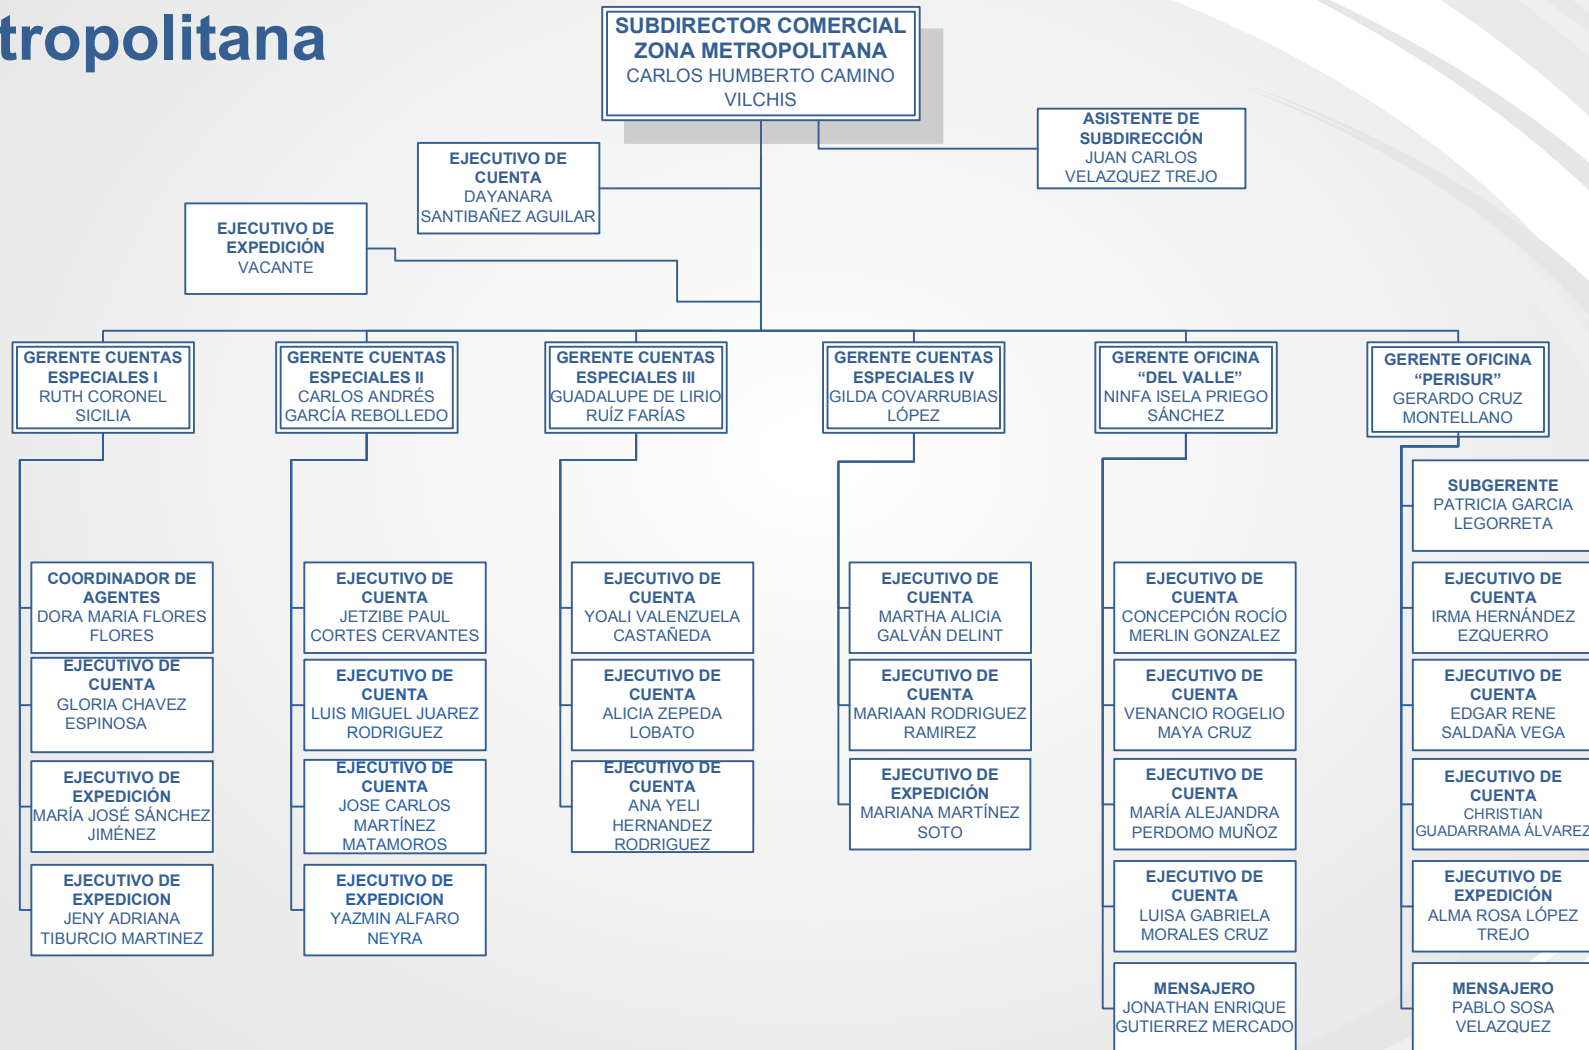 tropolitana
SUBDIRECTOR COMERCIAL
ZONA METROPOLITANA
CARLOS HUMBERTO CAMINO
VILCHIS
ASISTENTE DE
SUBDIRECCIÓN
JUAN CARLOS
VELAZQUEZ TREJO
EJECUTIVO DE
CUENTA
DAYANARA
SANTIBAÑEZ AGUILAR
EJECUTIVO DE
EXPEDICIÓN
VACANTE
GERENTE CUENTAS
ESPECIALES I
RUTH CORONEL
SICILIA
GERENTE CUENTAS
ESPECIALES II
CARLOS ANDRÉS
GARCÍA REBOLLEDO
GERENTE CUENTAS
ESPECIALES III
GUADALUPE DE LIRIO
RUÍZ FARÍAS
GERENTE CUENTAS
ESPECIALES IV
GILDA COVARRUBIAS
LÓPEZ
GERENTE OFICINA
“DEL VALLE”
NINFA ISELA PRIEGO
SÁNCHEZ
GERENTE OFICINA
“PERISUR”
GERARDO CRUZ
MONTELLANO
COORDINADOR DE
AGENTES
DORA MARIA FLORES
FLORES
EJECUTIVO DE
CUENTA
GLORIA CHAVEZ
ESPINOSA
EJECUTIVO DE
EXPEDICIÓN
MARÍA JOSÉ SÁNCHEZ
JIMÉNEZ
EJECUTIVO DE
EXPEDICION
JENY ADRIANA
TIBURCIO MARTINEZ
EJECUTIVO DE
CUENTA
JETZIBE PAUL
CORTES CERVANTES
EJECUTIVO DE
CUENTA
LUIS MIGUEL JUAREZ
RODRIGUEZ
EJECUTIVO DE
CUENTA
JOSE CARLOS
MARTÍNEZ
MATAMOROS
EJECUTIVO DE
EXPEDICION
YAZMIN ALFARO
NEYRA
EJECUTIVO DE
CUENTA
YOALI VALENZUELA
CASTAÑEDA
EJECUTIVO DE
CUENTA
ALICIA ZEPEDA
LOBATO
EJECUTIVO DE
CUENTA
ANA YELI
HERNANDEZ
RODRIGUEZ
EJECUTIVO DE
CUENTA
MARTHA ALICIA
GALVÁN DELINT
EJECUTIVO DE
CUENTA
MARIAAN RODRIGUEZ
RAMIREZ
EJECUTIVO DE
EXPEDICIÓN
MARIANA MARTÍNEZ
SOTO
EJECUTIVO DE
CUENTA
CONCEPCIÓN ROCÍO
MERLIN GONZALEZ
EJECUTIVO DE
CUENTA
VENANCIO ROGELIO
MAYA CRUZ
EJECUTIVO DE
CUENTA
MARÍA ALEJANDRA
PERDOMO MUÑOZ
EJECUTIVO DE
CUENTA
LUISA GABRIELA
MORALES CRUZ
MENSAJERO
JONATHAN ENRIQUE
GUTIERREZ MERCADO
SUBGERENTE
PATRICIA GARCIA
LEGORRETA
EJECUTIVO DE
CUENTA
IRMA HERNÁNDEZ
EZQUERRO
EJECUTIVO DE
CUENTA
EDGAR RENE
SALDAÑA VEGA
EJECUTIVO DE
CUENTA
CHRISTIAN
GUADARRAMA ÁLVAREZ
EJECUTIVO DE
EXPEDICIÓN
ALMA ROSA LÓPEZ
TREJO
MENSAJERO
PABLO SOSA
VELAZQUEZ